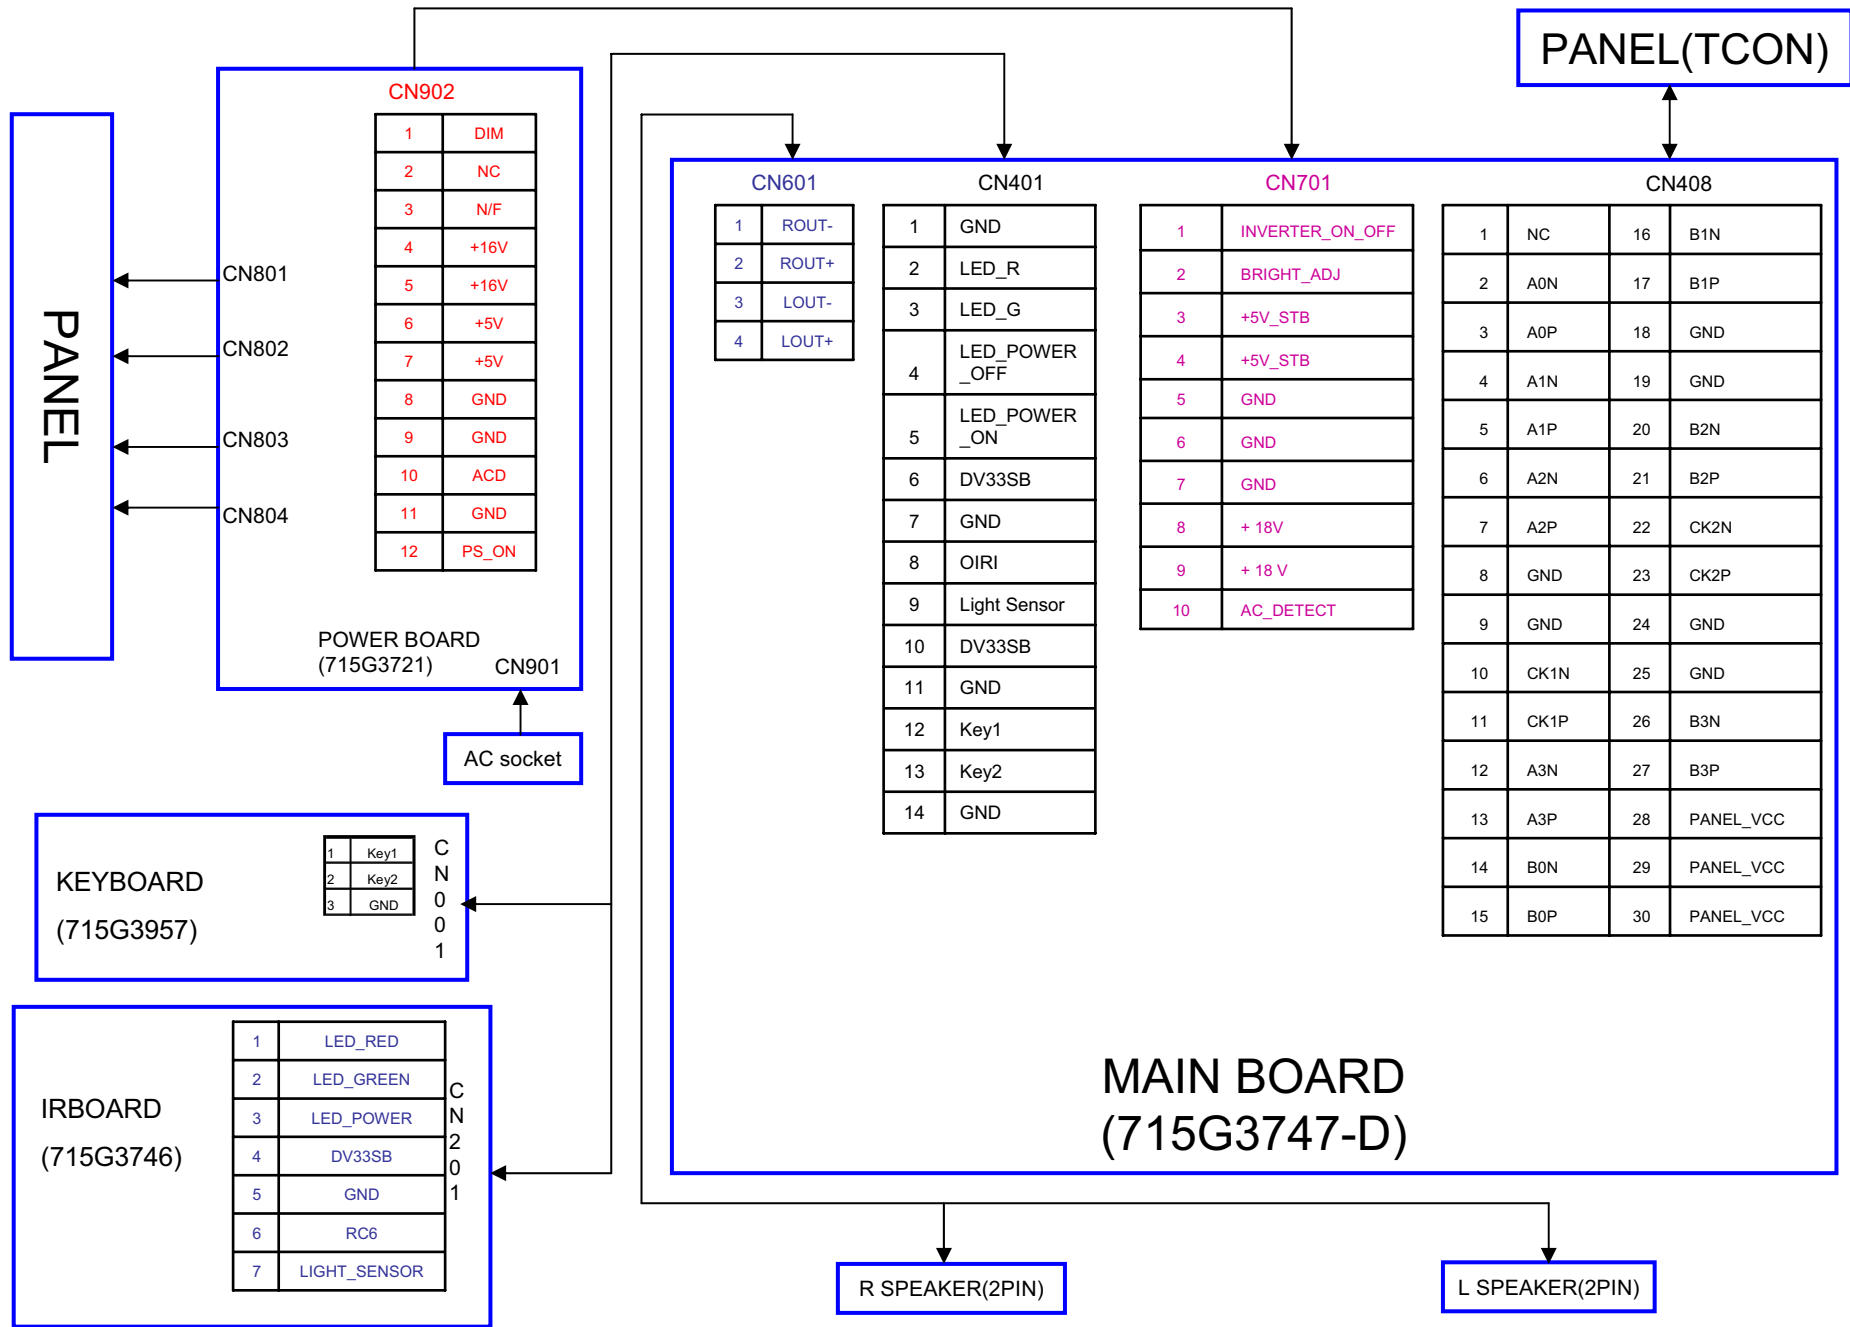 PANEL(TCON)
PANEL
CN902
1 DIM
2 NC
3 N/F
4 +16V
5 +16V
6 +5V
7 +5V
8 GND
9 GND
10 ACD
11 GND
12 PS_ON
CN801
CN802
CN803
CN804
POWER BOARD
(715G3721)
CN901
AC socket
KEYBOARD
(715G3957)
1 Key1
2 Key2
3 GND
CN001
IRBOARD
(715G3746)
1 LED_RED
2 LED_GREEN
3 LED_POWER
4 DV33SB
5 GND
6 RC6
7 LIGHT_SENSOR
CN201
CN601
1 ROUT-
2 ROUT+
3 LOUT-
4 LOUT+
CN401
1 GND
2 LED_R
3 LED_G
4 LED_POWER
_OFF
5 LED_POWER
_ON
6 DV33SB
7 GND
8 OIRI
9 Light Sensor
10 DV33SB
11 GND
12 Key1
13 Key2
14 GND
CN701
1 INVERTER_ON_OFF
2 BRIGHT_ADJ
3 +5V_STB
4 +5V_STB
5 GND
6 GND
7 GND
8 + 18V
9 + 18 V
10 AC_DETECT
CN408
1 NC 16 B1N
2 A0N 17 B1P
3 A0P 18 GND
4 A1N 19 GND
5 A1P 20 B2N
6 A2N 21 B2P
7 A2P 22 CK2N
8 GND 23 CK2P
9 GND 24 GND
10 CK1N 25 GND
11 CK1P 26 B3N
12 A3N 27 B3P
13 A3P 28 PANEL_VCC
14 B0N 29 PANEL_VCC
15 B0P 30 PANEL_VCC
MAIN BOARD
(715G3747-D)
R SPEAKER(2PIN)
L SPEAKER(2PIN)